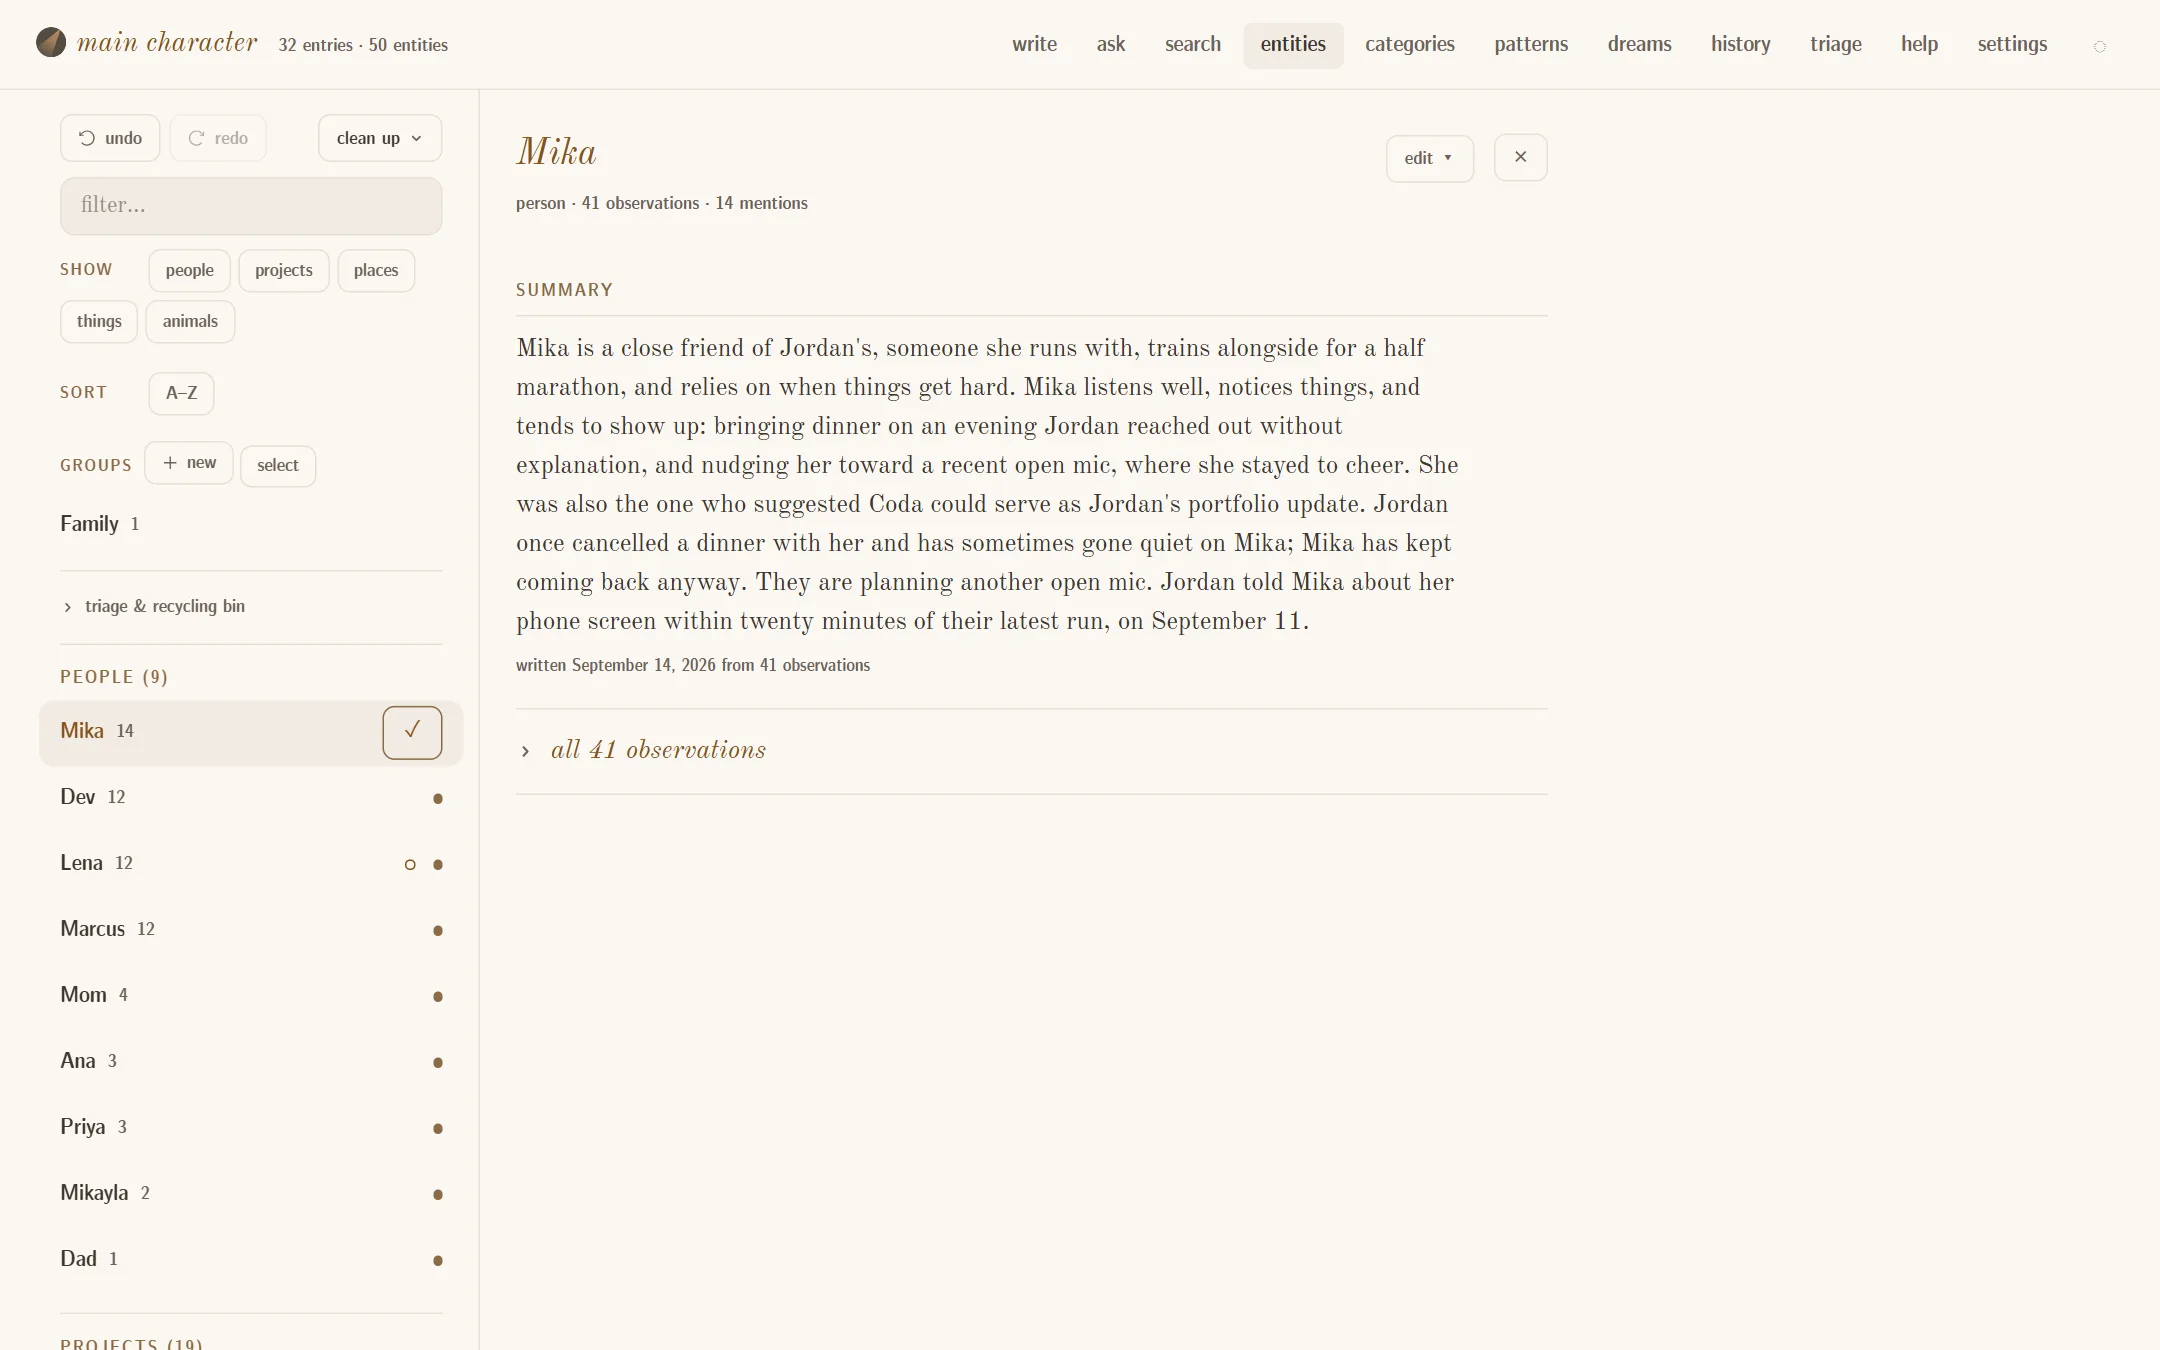 main character 32 entries · 50 entities
write ask search entities categories patterns dreams history triage help settings
undo redo clean up
filter...
SHOW people projects places
things animals
SORT A–Z
GROUPS + new select
Family 1
triage & recycling bin
PEOPLE (9)
Mika 14
Dev 12
Lena 12
Marcus 12
Mom 4
Ana 3
Priya 3
Mikayla 2
Dad 1
PROJECTS (19)
Mika
edit
person · 41 observations · 14 mentions
SUMMARY
Mika is a close friend of Jordan's, someone she runs with, trains alongside for a half
marathon, and relies on when things get hard. Mika listens well, notices things, and
tends to show up: bringing dinner on an evening Jordan reached out without
explanation, and nudging her toward a recent open mic, where she stayed to cheer. She
was also the one who suggested Coda could serve as Jordan's portfolio update. Jordan
once cancelled a dinner with her and has sometimes gone quiet on Mika; Mika has kept
coming back anyway. They are planning another open mic. Jordan told Mika about her
phone screen within twenty minutes of their latest run, on September 11.
written September 14, 2026 from 41 observations
all 41 observations